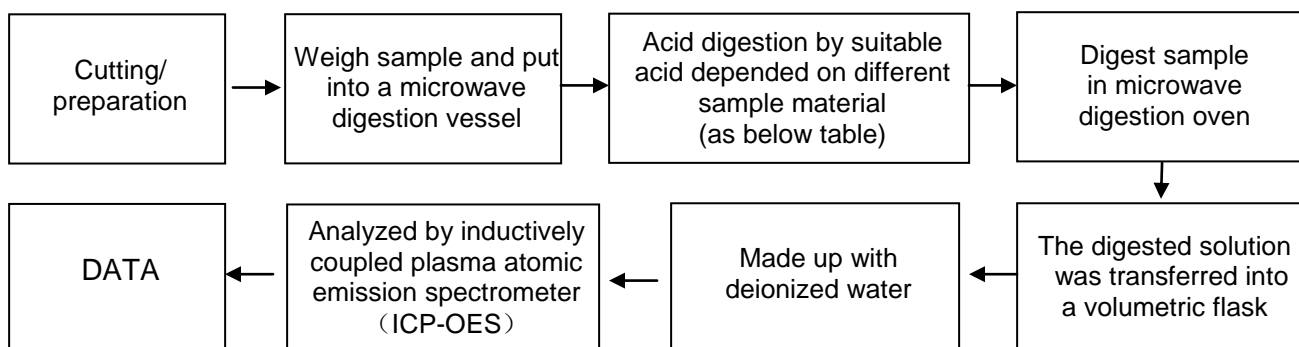 Cutting/
preparation
Weigh sample and put
into a microwave
digestion vessel
Acid digestion by suitable
acid depended on different
sample material
(as below table)
Digest sample
in microwave
digestion oven
The digested solution
was transferred into
a volumetric flask
Made up with
deionized water
Analyzed by inductively
coupled plasma atomic
emission spectrometer
（ICP-OES）
DATA